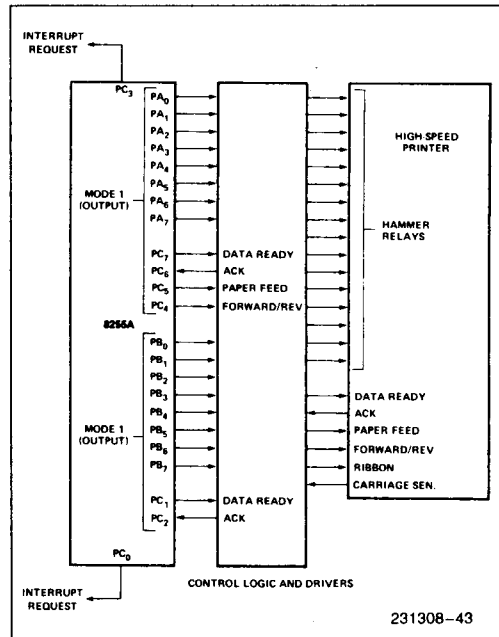 INTERRUPT
REQUEST
PC3
MODE 1
(OUTPUT)
PA0
PA1
PA2
PA3
PA4
PA5
PA6
PA7
PC7
PC6
PC5
PC4
DATA READY
ACK
PAPER FEED
FORWARD/REV
8255A
MODE 1
(OUTPUT)
PB0
PB1
PB2
PB3
PB4
PB5
PB6
PB7
PC1
PC2
DATA READY
ACK
PC0
INTERRUPT
REQUEST
CONTROL LOGIC AND DRIVERS
HIGH-SPEED
PRINTER
HAMMER
RELAYS
DATA READY
ACK
PAPER FEED
FORWARD/REV
RIBBON
CARRIAGE SEN.
231308-43